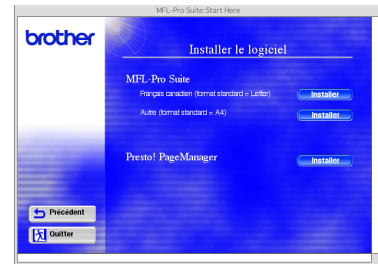 MFL-Pro Suite:Start Here
brother
Installer le logiciel
MFL-Pro Suite
Français canadien (format standard = Letter)
Installer
Autre (format standard = A4)
Installer
Presto! PageManager
Installer
Précédent
Quitter